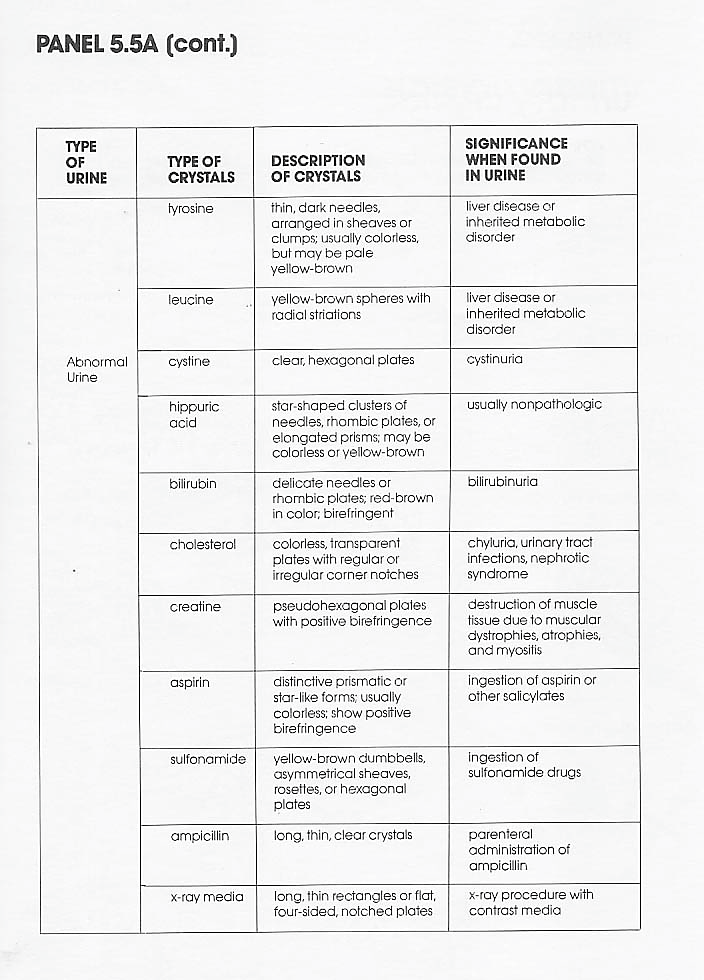 PANEL 5.5A (cont.)
TYPE
OF
URINE
TYPE OF
CRYSTALS
DESCRIPTION
OF CRYSTALS
SIGNIFICANCE
WHEN FOUND
IN URINE
Abnormal
Urine
tyrosine
thin, dark needles,
arranged in sheaves or
clumps; usually colorless,
but may be pale
yellow-brown
liver disease or
inherited metabolic
disorder
leucine
yellow-brown spheres with
radial striations
liver disease or
inherited metabolic
disorder
cystine
clear, hexagonal plates
cystinuria
hippuric
acid
star-shaped clusters of
needles, rhombic plates, or
elongated prisms; may be
colorless or yellow-brown
usually nonpathologic
bilirubin
delicate needles or
rhombic plates; red-brown
in color; birefringent
bilirubinuria
cholesterol
colorless, transparent
plates with regular or
irregular corner notches
chyluria, urinary tract
infections, nephrotic
syndrome
creatine
pseudohexagonal plates
with positive birefringence
destruction of muscle
tissue due to muscular
dystrophies, atrophies,
and myositis
aspirin
distinctive prismatic or
star-like forms; usually
colorless; show positive
birefringence
ingestion of aspirin or
other salicylates
sulfonamide
yellow-brown dumbbells,
asymmetrical sheaves,
rosettes, or hexagonal
plates
ingestion of
sulfonamide drugs
ampicillin
long, thin, clear crystals
parenteral
administration of
ampicillin
x-ray media
long, thin rectangles or flat,
four-sided, notched plates
x-ray procedure with
contrast media